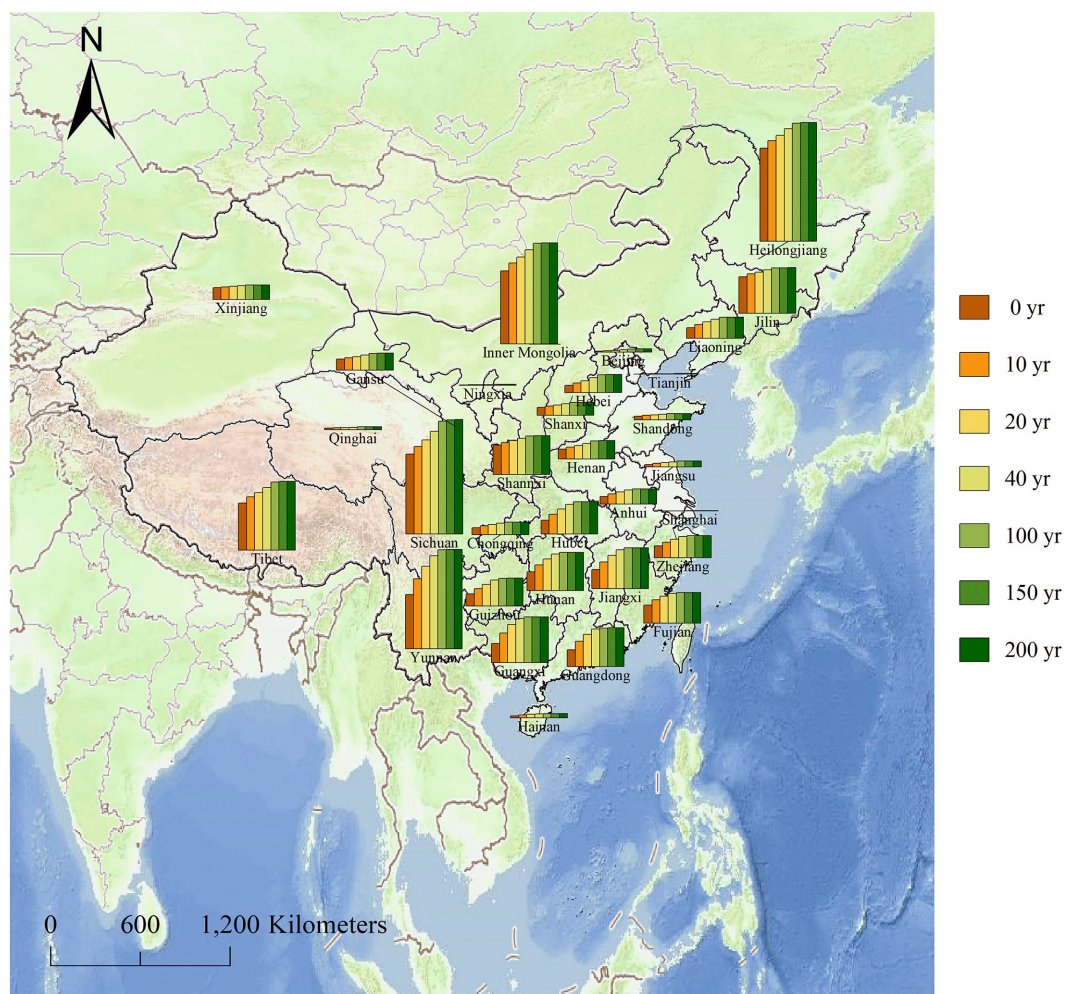 N
Heilongjiang
Xinjiang
Jilin
Inner Mongolia
Liaoning
Beijing
Gansu
Tianjin
Ningxia
Hebei
Shanxi
Shandong
Qinghai
Henan
Jiangsu
Shannxi
Anhui
Shanghai
Sichuan
Chongqing
Hubei
Tibet
Zhejiang
Hunan
Jiangxi
Guizhou
Fujian
Yunnan
Guangxi
Guangdong
Hainan
0 600 1,200 Kilometers
0 yr
10 yr
20 yr
40 yr
100 yr
150 yr
200 yr